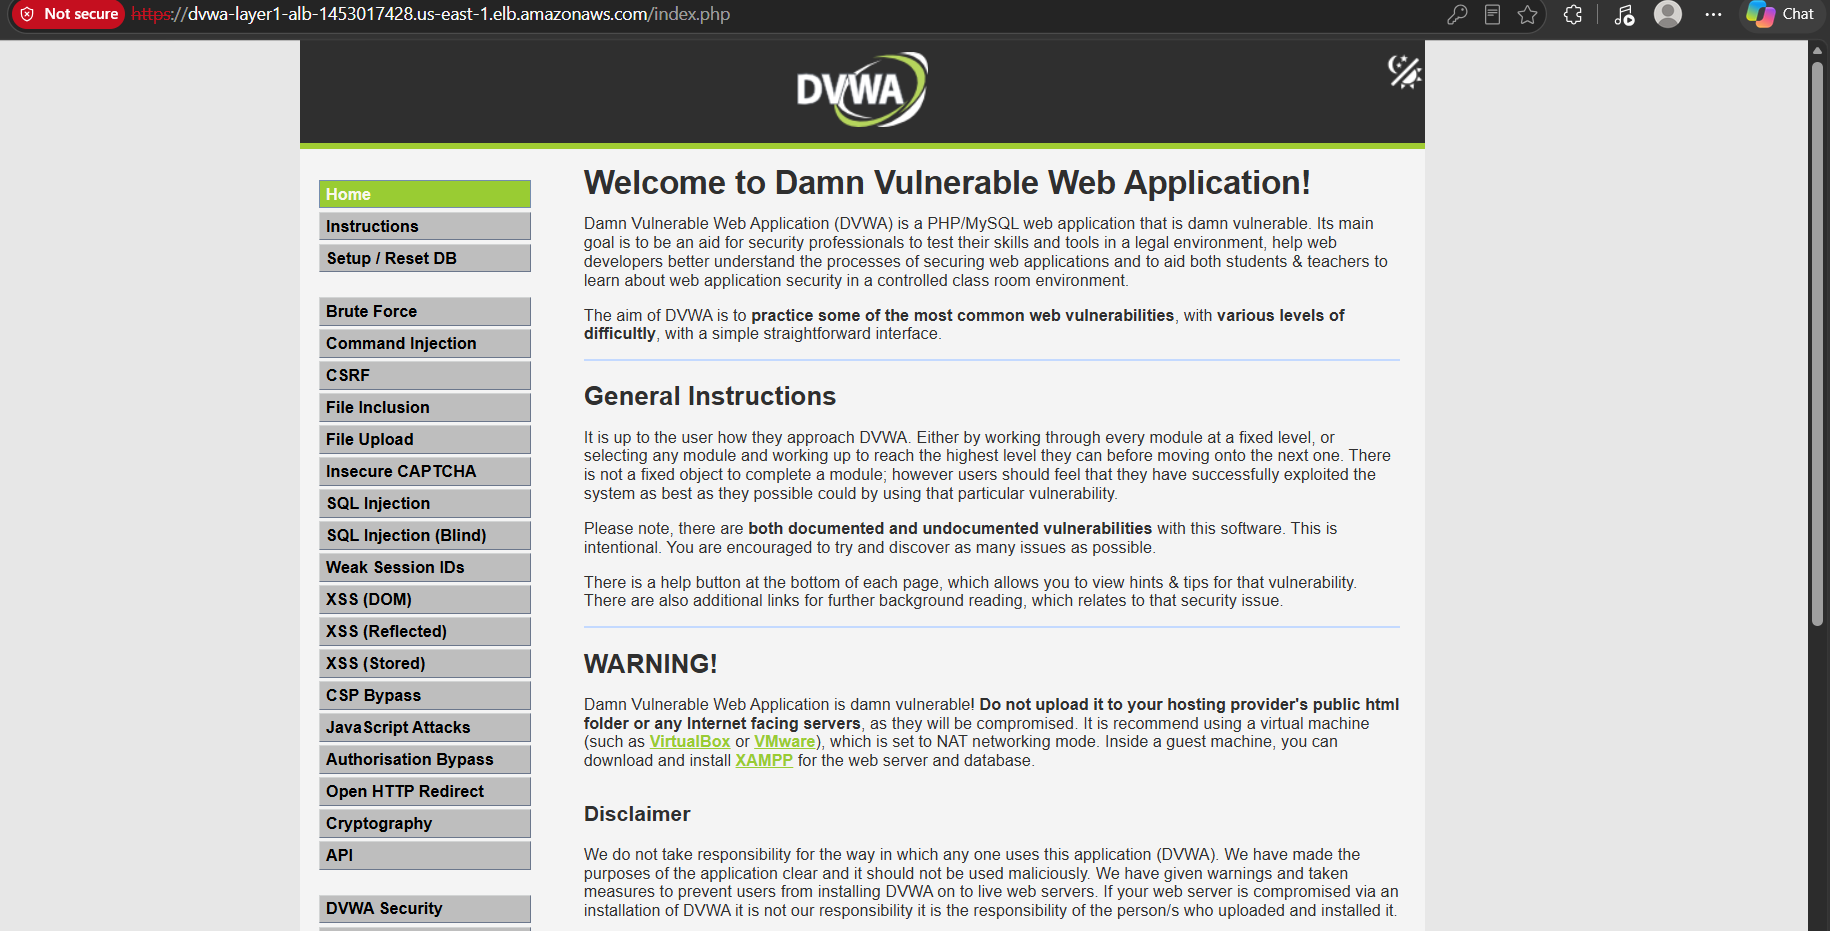 Not secure https://dvwa-layer1-alb-1453017428.us-east-1.elb.amazonaws.com/index.php Chat
DVWA
Home
Instructions
Setup / Reset DB
Brute Force
Command Injection
CSRF
File Inclusion
File Upload
Insecure CAPTCHA
SQL Injection
SQL Injection (Blind)
Weak Session IDs
XSS (DOM)
XSS (Reflected)
XSS (Stored)
CSP Bypass
JavaScript Attacks
Authorisation Bypass
Open HTTP Redirect
Cryptography
API
DVWA Security
Welcome to Damn Vulnerable Web Application!
Damn Vulnerable Web Application (DVWA) is a PHP/MySQL web application that is damn vulnerable. Its main
goal is to be an aid for security professionals to test their skills and tools in a legal environment, help web
developers better understand the processes of securing web applications and to aid both students & teachers to
learn about web application security in a controlled class room environment.
The aim of DVWA is to practice some of the most common web vulnerabilities, with various levels of
difficultly, with a simple straightforward interface.
General Instructions
It is up to the user how they approach DVWA. Either by working through every module at a fixed level, or
selecting any module and working up to reach the highest level they can before moving onto the next one. There
is not a fixed object to complete a module; however users should feel that they have successfully exploited the
system as best as they possible could by using that particular vulnerability.
Please note, there are both documented and undocumented vulnerabilities with this software. This is
intentional. You are encouraged to try and discover as many issues as possible.
There is a help button at the bottom of each page, which allows you to view hints & tips for that vulnerability.
There are also additional links for further background reading, which relates to that security issue.
WARNING!
Damn Vulnerable Web Application is damn vulnerable! Do not upload it to your hosting provider's public html
folder or any Internet facing servers, as they will be compromised. It is recommend using a virtual machine
(such as VirtualBox or VMware), which is set to NAT networking mode. Inside a guest machine, you can
download and install XAMPP for the web server and database.
Disclaimer
We do not take responsibility for the way in which any one uses this application (DVWA). We have made the
purposes of the application clear and it should not be used maliciously. We have given warnings and taken
measures to prevent users from installing DVWA on to live web servers. If your web server is compromised via an
installation of DVWA it is not our responsibility it is the responsibility of the person/s who uploaded and installed it.